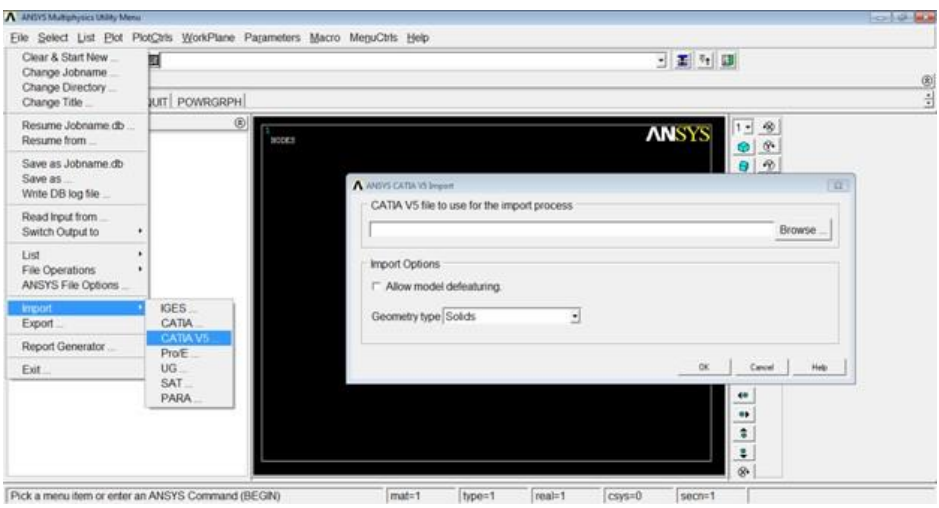 ANSYS Multiphysics Utility Menu
File Select List Plot PlotCtrls WorkPlane Parameters Macro MenuCtrls Help
Clear & Start New ...
Change Jobname ...
Change Directory ...
Change Title ...
QUIT POWRGRPH
Resume Jobname.db ...
Resume from ...
Save as Jobname.db
Save as ...
Write DB log file ...
Read Input from ...
Switch Output to
List
File Operations
ANSYS File Options ...
Import
Export ...
Report Generator ...
Exit ...
IGES ...
CATIA ...
CATIA V5 ...
Pro/E ...
UG ...
SAT ...
PARA ...
1
NODES
ANSYS
1
ANSYS CATIA V5 Import
CATIA V5 file to use for the import process
Browse ...
Import Options
Allow model defeaturing.
Geometry type Solids
OK Cancel Help
Pick a menu item or enter an ANSYS Command (BEGIN) mat=1 type=1 real=1 csys=0 secn=1